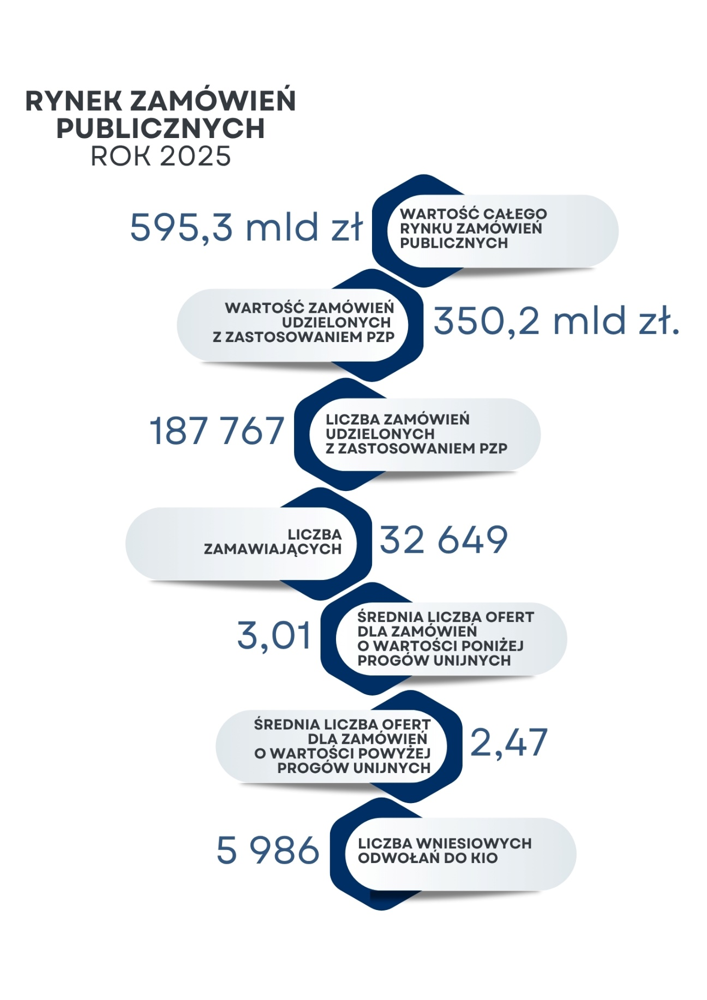 RYNEK ZAMÓWIEŃ
PUBLICZNYCH
ROK 2025
595,3 mld zł
WARTOŚĆ CAŁEGO
RYNKU ZAMÓWIEŃ
PUBLICZNYCH
WARTOŚĆ ZAMÓWIEŃ
UDZIELONYCH
Z ZASTOSOWANIEM PZP
350,2 mld zł.
187 767
LICZBA ZAMÓWIEŃ
UDZIELONYCH
Z ZASTOSOWANIEM PZP
LICZBA
ZAMAWIAJĄCYCH
32 649
3,01
ŚREDNIA LICZBA OFERT
DLA ZAMÓWIEŃ
O WARTOŚCI PONIŻEJ
PROGÓW UNIJNYCH
ŚREDNIA LICZBA OFERT
DLA ZAMÓWIEŃ
O WARTOŚCI POWYŻEJ
PROGÓW UNIJNYCH
2,47
5 986
LICZBA WNIESIOWYCH
ODWOŁAŃ DO KIO